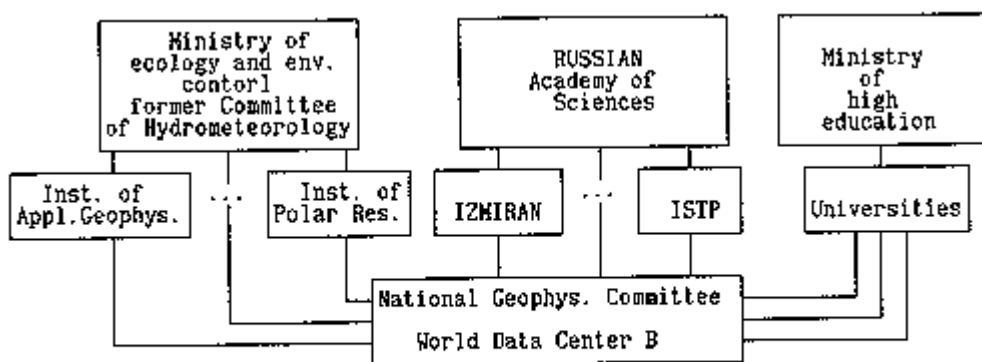 Ministry of
ecology and env.
contorl
former Committee
of Hydrometeorology
RUSSIAN
Academy of
Sciences
Ministry
of
high
education
Inst. of
Appl.Geophys.
...
Inst. of
Polar Res.
IZMIRAN
...
ISTP
Universities
National Geophys. Committee
World Data Center B